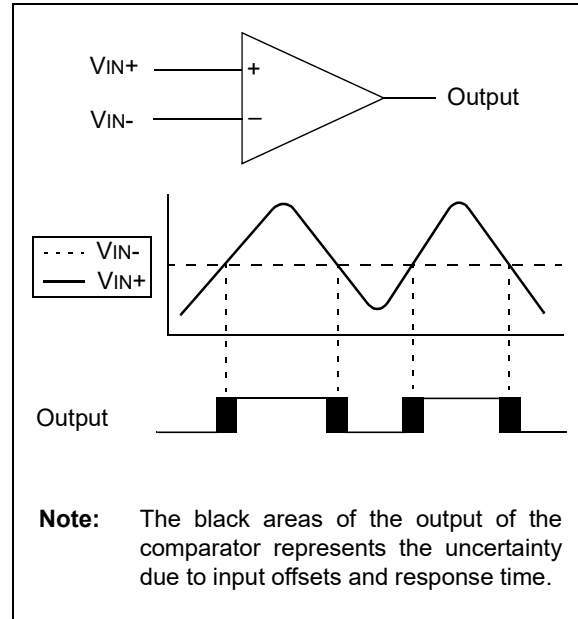 VIN+
+
Output
VIN-
−
VIN-
VIN+
Output
Note: The black areas of the output of the
comparator represents the uncertainty
due to input offsets and response time.